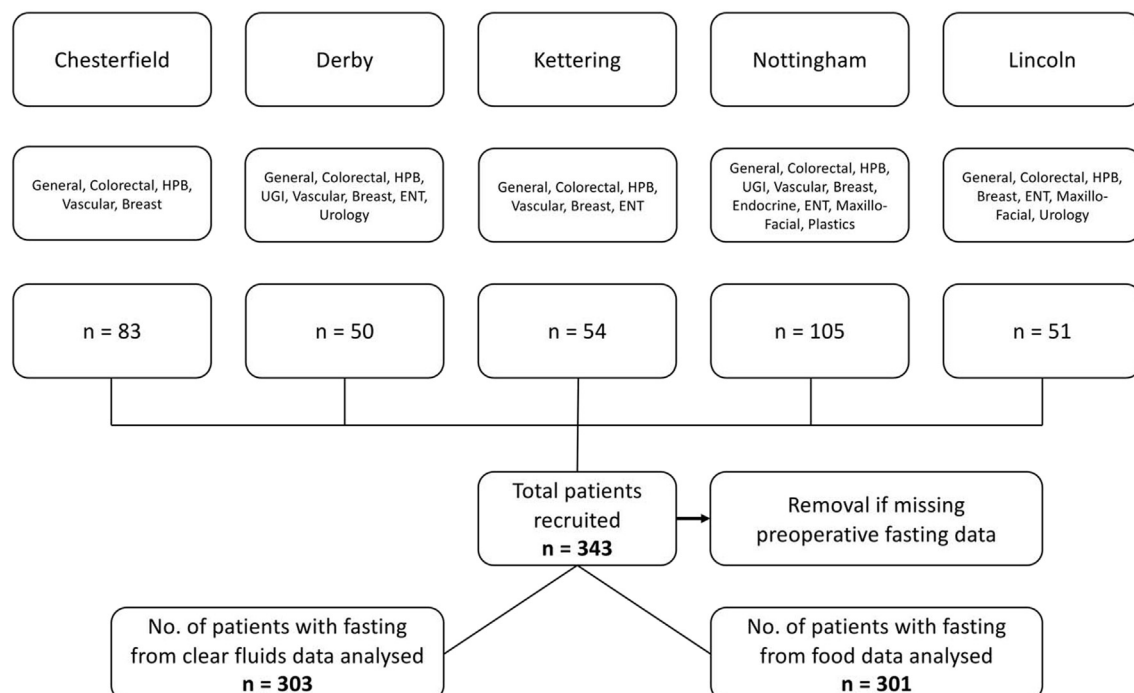 Chesterfield
Derby
Kettering
Nottingham
Lincoln
General, Colorectal, HPB,
Vascular, Breast
General, Colorectal, HPB,
UGI, Vascular, Breast, ENT,
Urology
General, Colorectal, HPB,
Vascular, Breast, ENT
General, Colorectal, HPB,
UGI, Vascular, Breast,
Endocrine, ENT, Maxillo-
Facial, Plastics
General, Colorectal, HPB,
Breast, ENT, Maxillo-
Facial, Urology
n = 83
n = 50
n = 54
n = 105
n = 51
Total patients
recruited
n = 343
Removal if missing
preoperative fasting data
No. of patients with fasting
from clear fluids data analysed
n = 303
No. of patients with fasting
from food data analysed
n = 301